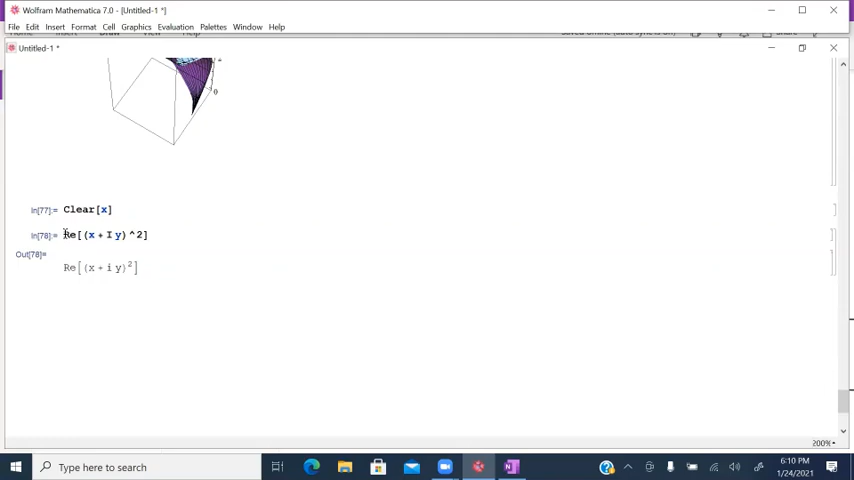 Wolfram Mathematica 7.0 - [Untitled-1 *]
File Edit Insert Format Cell Graphics Evaluation Palettes Window Help
Untitled-1 *
0
In[77]:= Clear[x]
In[78]:= Re[(x + I y)^2]
Out[78]=
Re[(x + i y)²]
200%
Type here to search
6:10 PM
1/24/2021